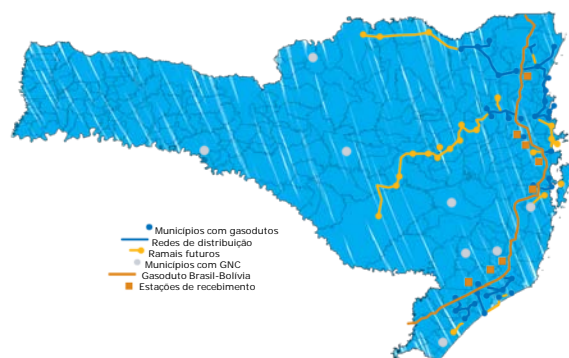 Municípios com gasodutos
Redes de distribuição
Ramais futuros
Municípios com GNC
Gasoduto Brasil-Bolívia
Estações de recebimento